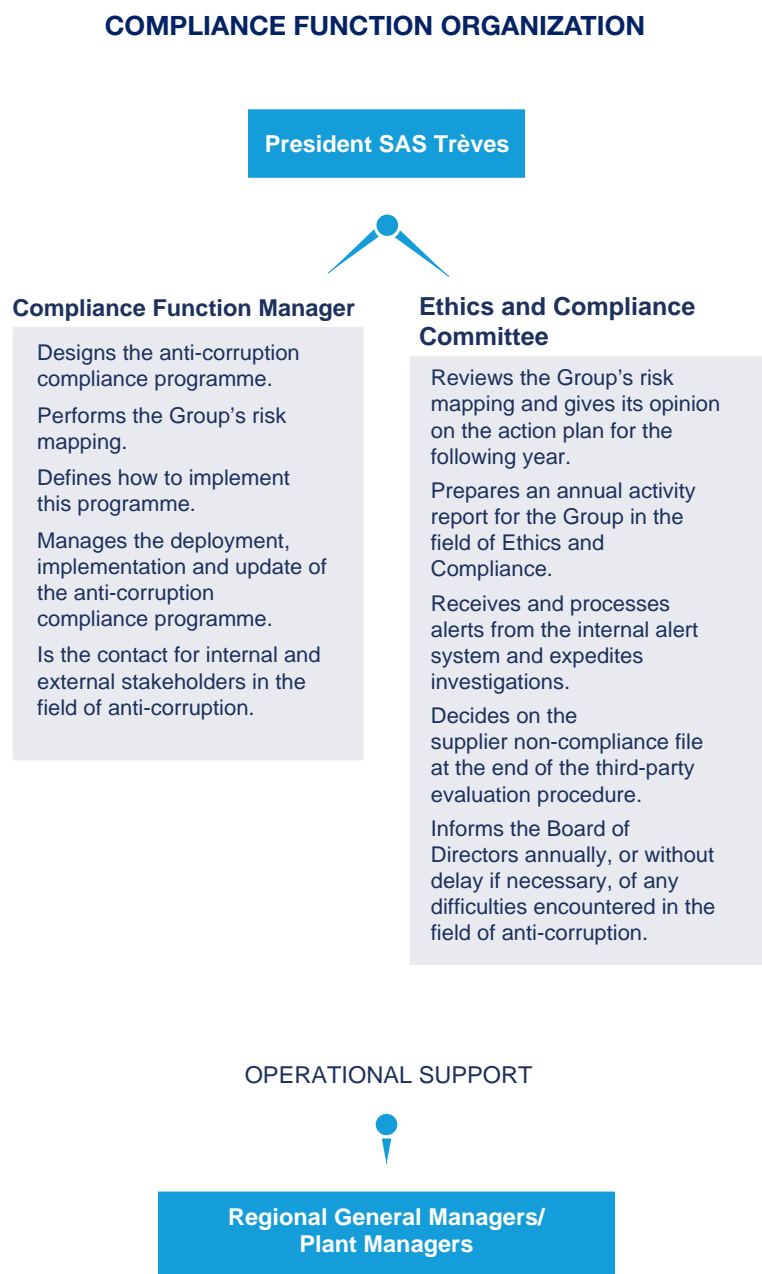 COMPLIANCE FUNCTION ORGANIZATION
President SAS Trèves
Compliance Function Manager
Designs the anti-corruption
compliance programme.
Performs the Group's risk
mapping.
Defines how to implement
this programme.
Manages the deployment,
implementation and update of
the anti-corruption
compliance programme.
Is the contact for internal and
external stakeholders in the
field of anti-corruption.
Ethics and Compliance
Committee
Reviews the Group's risk
mapping and gives its opinion
on the action plan for the
following year.
Prepares an annual activity
report for the Group in the
field of Ethics and
Compliance.
Receives and processes
alerts from the internal alert
system and expedites
investigations.
Decides on the
supplier non-compliance file
at the end of the third-party
evaluation procedure.
Informs the Board of
Directors annually, or without
delay if necessary, of any
difficulties encountered in the
field of anti-corruption.
OPERATIONAL SUPPORT
Regional General Managers/
Plant Managers